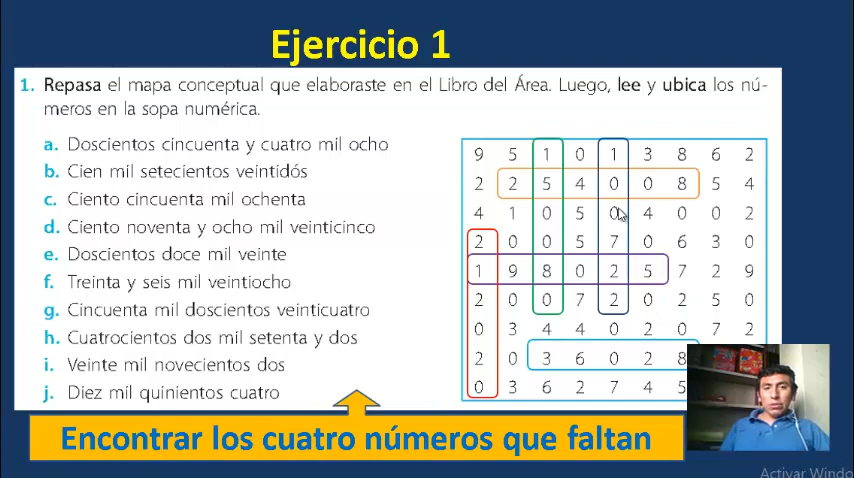 Ejercicio 1
1. Repasa el mapa conceptual que elaboraste en el Libro del Área. Luego, lee y ubica los nú-
meros en la sopa numérica.
a. Doscientos cincuenta y cuatro mil ocho
b. Cien mil setecientos veintidós
c. Ciento cincuenta mil ochenta
d. Ciento noventa y ocho mil veinticinco
e. Doscientos doce mil veinte
f. Treinta y seis mil veintiocho
g. Cincuenta mil doscientos veinticuatro
h. Cuatrocientos dos mil setenta y dos
i. Veinte mil novecientos dos
j. Diez mil quinientos cuatro
9 5 1 0 1 3 8 6 2
2 2 5 4 0 0 8 5 4
4 1 0 5 0 4 0 0 2
2 0 0 5 7 0 6 3 0
1 9 8 0 2 5 7 2 9
2 0 0 7 2 0 2 5 0
0 3 4 4 0 2 0 7 2
2 0 3 6 0 2 8
0 3 6 2 7 4 5
Encontrar los cuatro números que faltan
Activar Windo